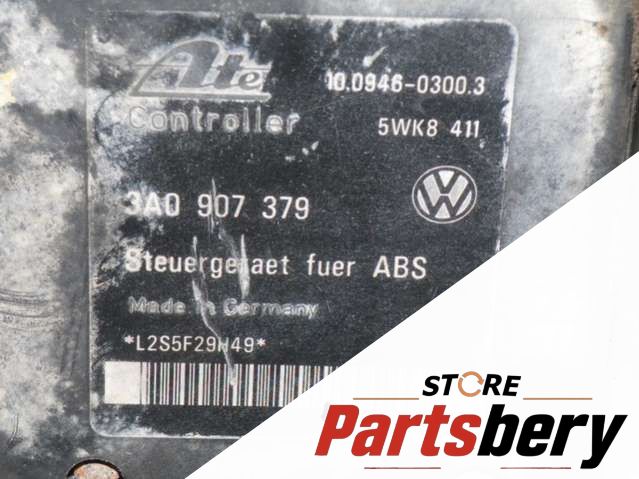 Ate 10.0946-0300.3
Controller 5WK8 411
3A0 907 379
Steuergeraet fuer ABS
Made in Germany
*L2S5F29H49*
STORE
Partsbery